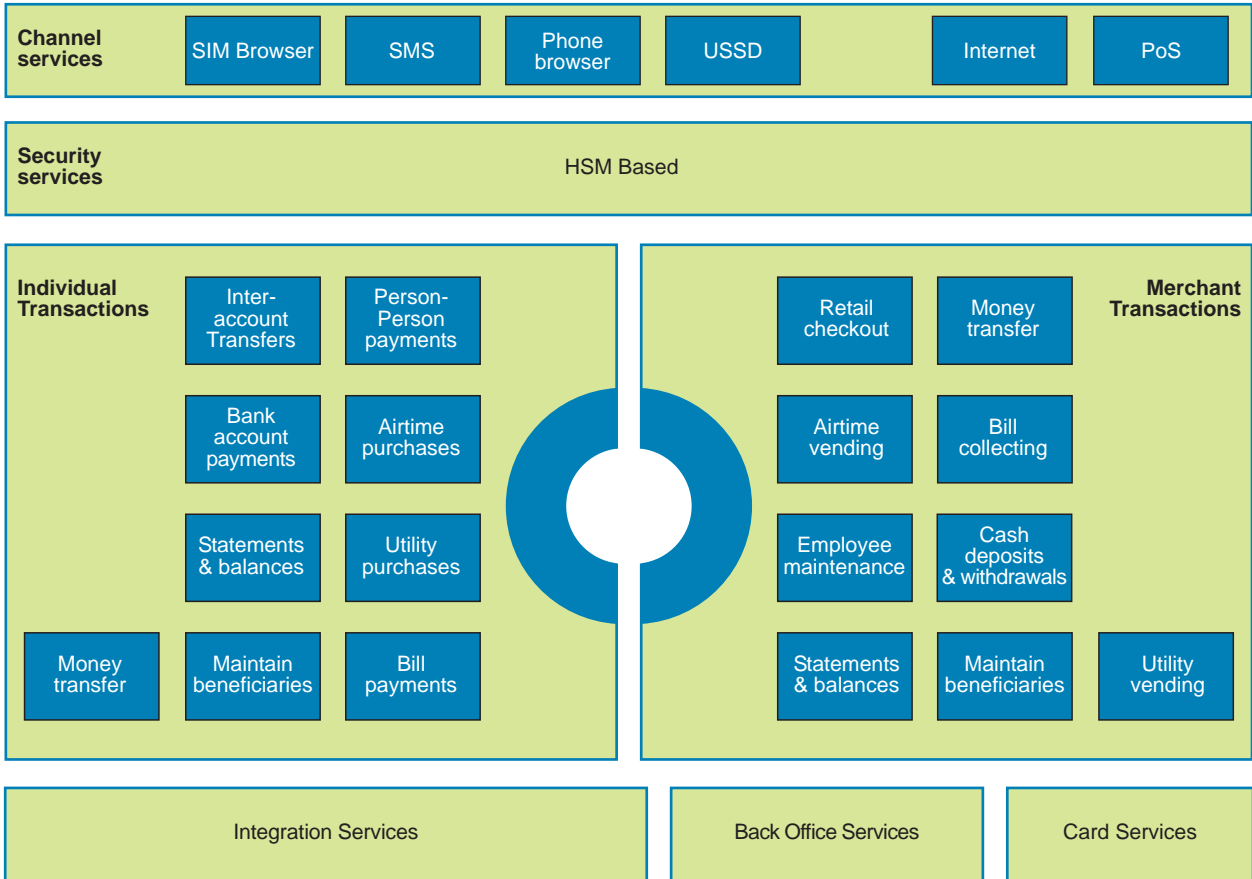 Channel
services
SIM Browser
SMS
Phone
browser
USSD
Internet
PoS
Security
services
HSM Based
Individual
Transactions
Inter-
account
Transfers
Person-
Person
payments
Bank
account
payments
Airtime
purchases
Statements
& balances
Utility
purchases
Money
transfer
Maintain
beneficiaries
Bill
payments
Merchant
Transactions
Retail
checkout
Money
transfer
Airtime
vending
Bill
collecting
Employee
maintenance
Cash
deposits
& withdrawals
Statements
& balances
Maintain
beneficiaries
Utility
vending
Integration Services
Back Office Services
Card Services